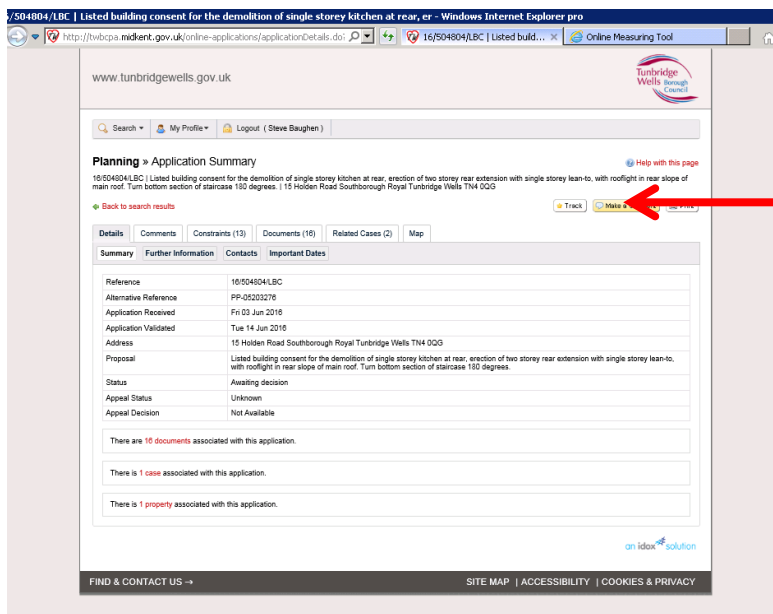 /504804/LBC | Listed building consent for the demolition of single storey kitchen at rear, er - Windows Internet Explorer pro
http://twbcpa.midkent.gov.uk/online-applications/applicationDetails.do? 16/504804/LBC | Listed build... Online Measuring Tool
www.tunbridgewells.gov.uk
Tunbridge
Wells Borough
Council
Search My Profile Logout ( Steve Baughen )
Planning » Application Summary
Help with this page
16/504804/LBC | Listed building consent for the demolition of single storey kitchen at rear, erection of two storey rear extension with single storey lean-to, with rooflight in rear slope of
main roof. Turn bottom section of staircase 180 degrees. | 15 Holden Road Southborough Royal Tunbridge Wells TN4 0QG
Back to search results
Track Make a
Details Comments Constraints (13) Documents (16) Related Cases (2) Map
Summary Further Information Contacts Important Dates
Reference 16/504804/LBC
Alternative Reference PP-05203276
Application Received Fri 03 Jun 2016
Application Validated Tue 14 Jun 2016
Address 15 Holden Road Southborough Royal Tunbridge Wells TN4 0QG
Proposal Listed building consent for the demolition of single storey kitchen at rear, erection of two storey rear extension with single storey lean-to,
with rooflight in rear slope of main roof. Turn bottom section of staircase 180 degrees.
Status Awaiting decision
Appeal Status Unknown
Appeal Decision Not Available
There are 16 documents associated with this application.
There is 1 case associated with this application.
There is 1 property associated with this application.
an idox solution
FIND & CONTACT US → SITE MAP | ACCESSIBILITY | COOKIES & PRIVACY